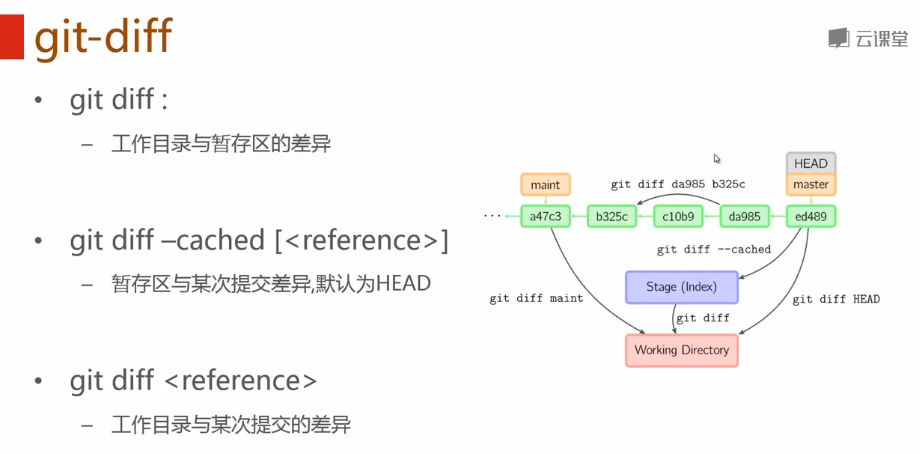 git-diff
云课堂
• git diff :
– 工作目录与暂存区的差异
• git diff –cached [<reference>]
– 暂存区与某次提交差异,默认为HEAD
• git diff <reference>
– 工作目录与某次提交的差异
HEAD
maint
git diff da985 b325c
master
...
a47c3
b325c
c10b9
da985
ed489
git diff --cached
Stage (Index)
git diff maint
git diff HEAD
git diff
Working Directory